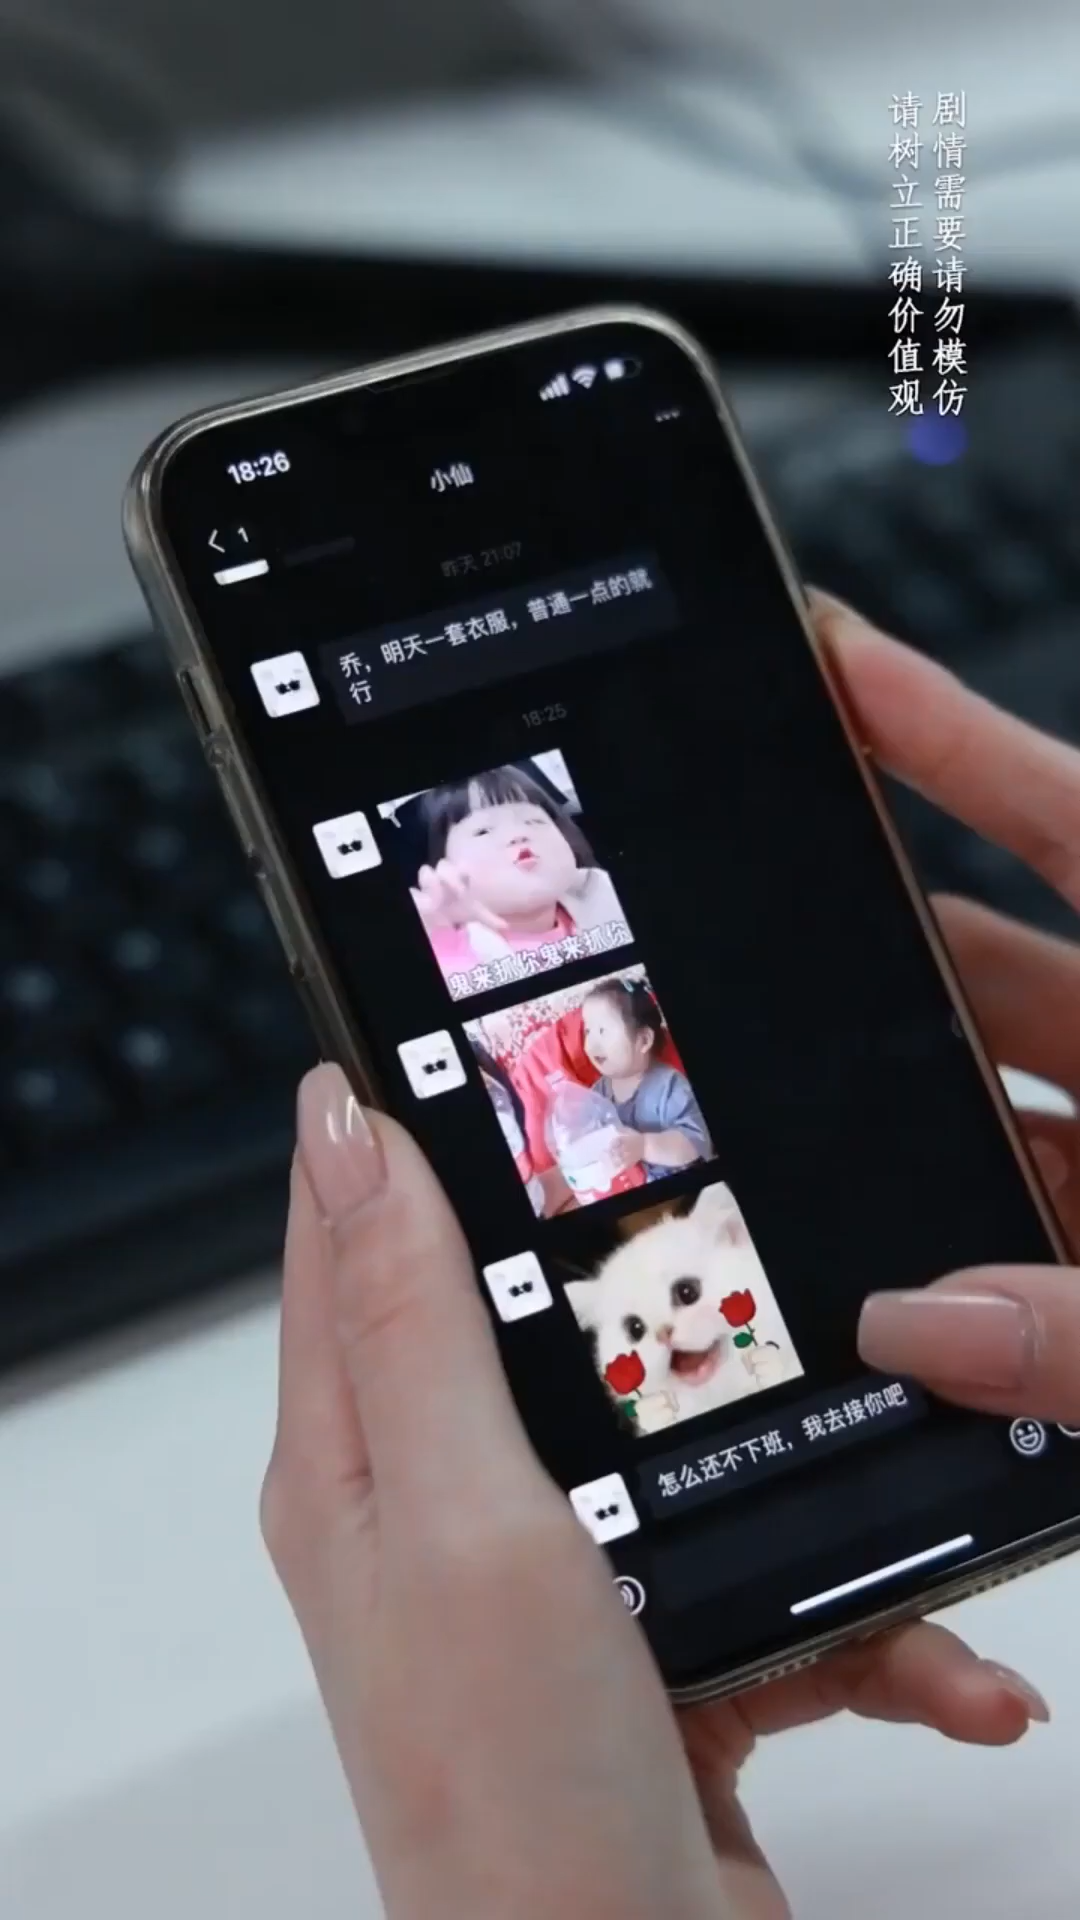 剧情需要请勿模仿
请树立正确价值观
18:26
小仙
1
昨天 21:07
乔，明天一套衣服，普通一点的就
行
18:25
鬼来抓你鬼来抓你
怎么还不下班，我去接你吧